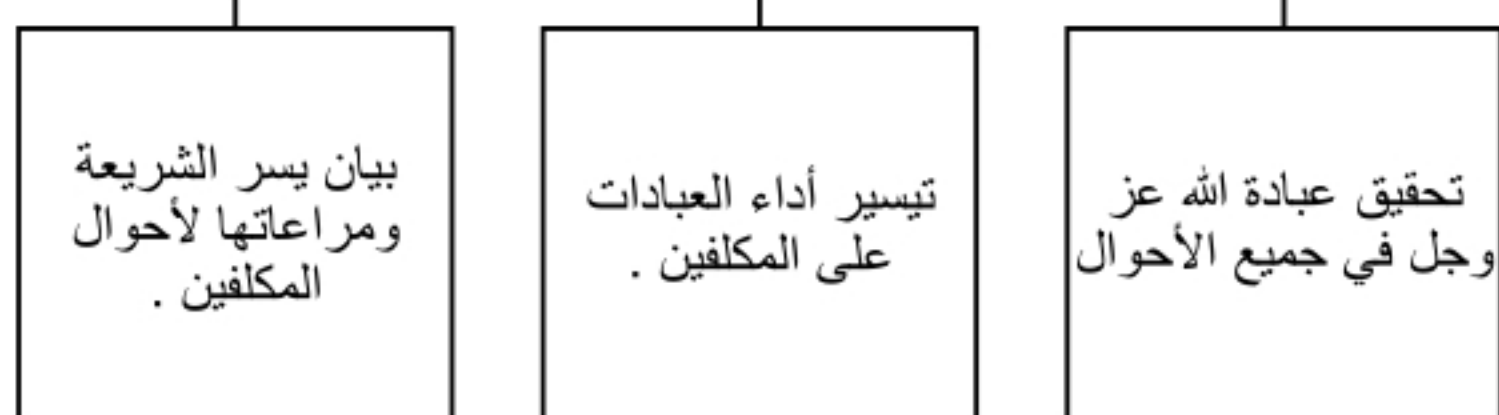 تحقيق عبادة الله عز
وجل في جميع الأحوال
تيسير أداء العبادات
على المكلفين .
بيان يسر الشريعة
ومراعاتها لأحوال
المكلفين .